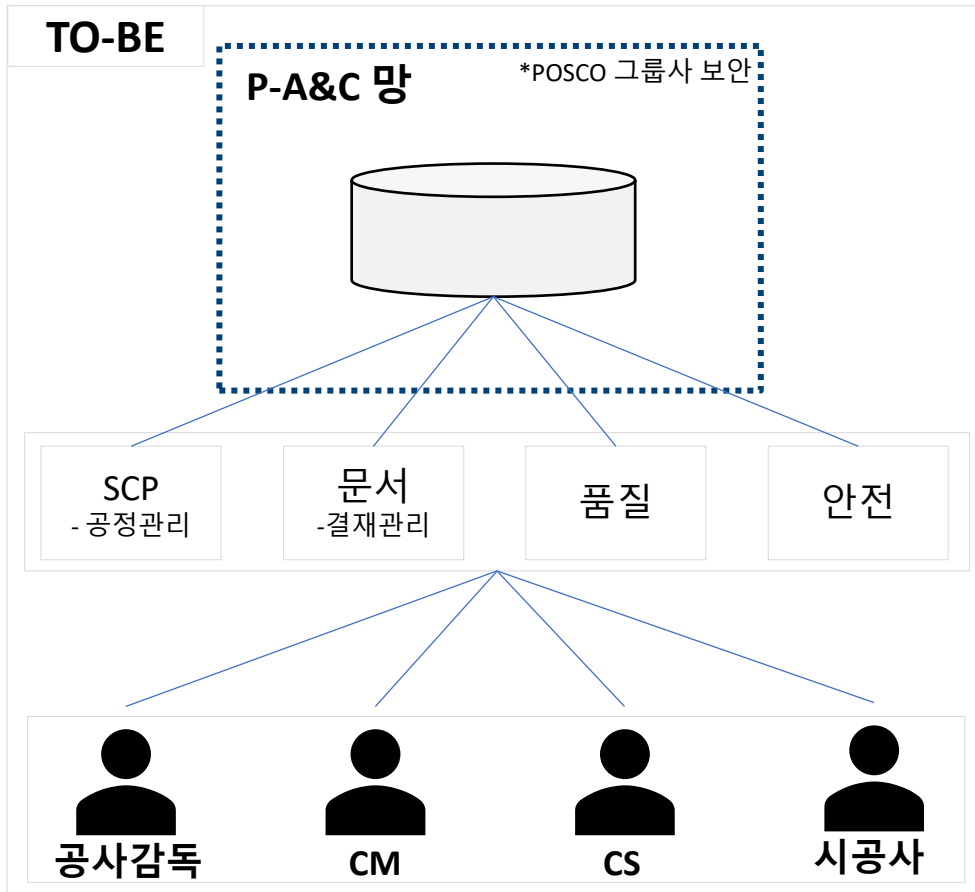 TO-BE
P-A&C 망
*POSCO 그룹사 보안
SCP
- 공정관리
문서
-결재관리
품질
안전
공사감독
CM
CS
시공사